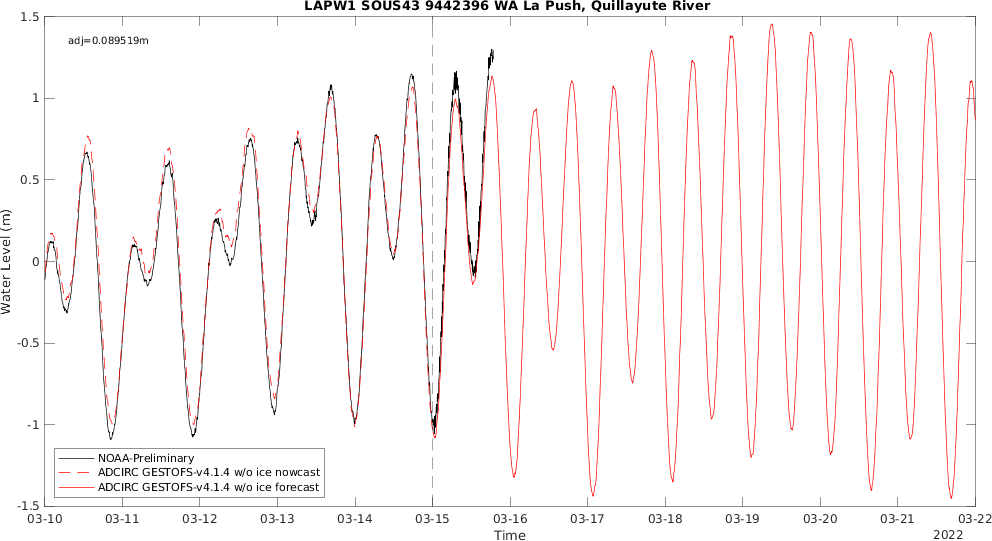 LAPW1 SOUS43 9442396 WA La Push, Quillayute River
adj=0.089519m
1.5
1
0.5
0
-0.5
-1
-1.5
Water Level (m)
NOAA-Preliminary
ADCIRC GESTOFS-v4.1.4 w/o ice nowcast
ADCIRC GESTOFS-v4.1.4 w/o ice forecast
03-10 03-11 03-12 03-13 03-14 03-15 03-16 03-17 03-18 03-19 03-20 03-21 03-22
Time
2022